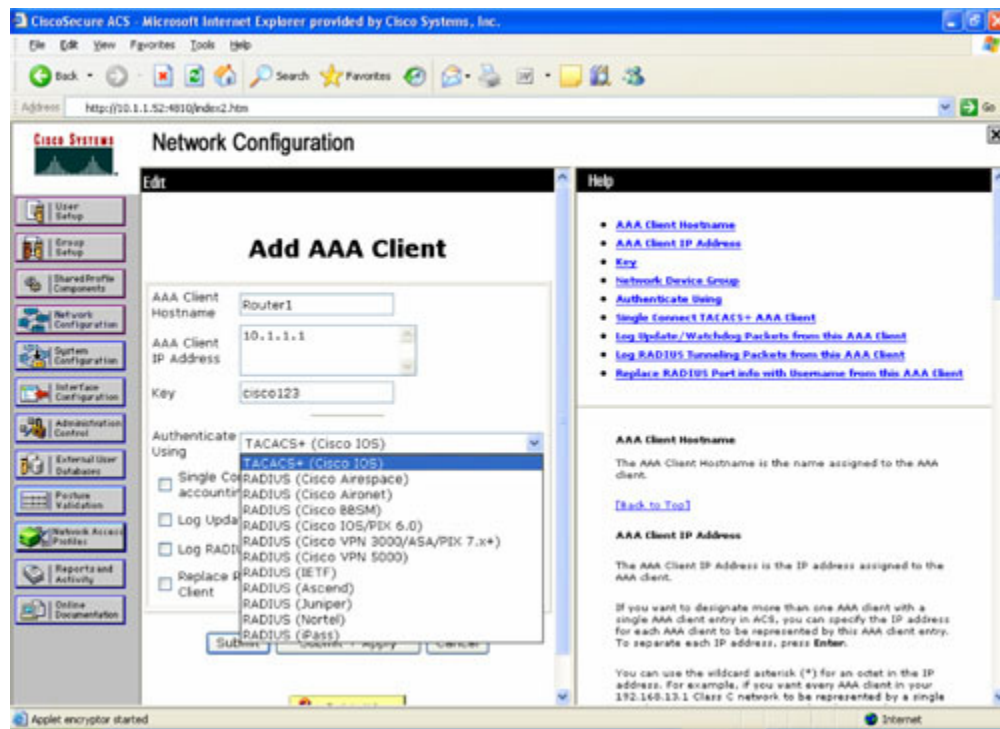 CiscoSecure ACS - Microsoft Internet Explorer provided by Cisco Systems, Inc.
File Edit View Favorites Tools Help
Back Search Favorites
Address http://10.1.1.52:4810/index2.htm Go
CISCO SYSTEMS
Network Configuration
User Setup
Group Setup
Shared Profile Components
Network Configuration
System Configuration
Interface Configuration
Administration Control
External User Databases
Posture Validation
Network Access Profiles
Reports and Activity
Online Documentation
Edit
Add AAA Client
AAA Client Hostname Router1
AAA Client IP Address 10.1.1.1
Key cisco123
Authenticate Using TACACS+ (Cisco IOS)
TACACS+ (Cisco IOS)
RADIUS (Cisco Airespace)
RADIUS (Cisco Aironet)
RADIUS (Cisco BBSM)
RADIUS (Cisco IOS/PIX 6.0)
RADIUS (Cisco VPN 3000/ASA/PIX 7.x+)
RADIUS (Cisco VPN 5000)
RADIUS (IETF)
RADIUS (Ascend)
RADIUS (Juniper)
RADIUS (Nortel)
RADIUS (iPass)
Single
Log
Log
Replace
Client
Submit Submit + Apply Cancel
Help
AAA Client Hostname
AAA Client IP Address
Key
Network Device Group
Authenticate Using
Single Connect TACACS+ AAA Client
Log Update/Watchdog Packets from this AAA Client
Log RADIUS Tunneling Packets from this AAA Client
Replace RADIUS Port info with Username from this AAA Client
AAA Client Hostname
The AAA Client Hostname is the name assigned to the AAA
client.
[Back to Top]
AAA Client IP Address
The AAA Client IP Address is the IP address assigned to the
AAA client.
If you want to designate more than one AAA client with a
single AAA client entry in ACS, you can specify the IP address
for each AAA client to be represented by this AAA client entry.
To separate each IP address, press Enter.
You can use the wildcard asterisk (*) for an octet in the IP
address. For example, if you want every AAA client in your
192.168.13.1 Class C network to be represented by a single
Applet encryptor started
Internet